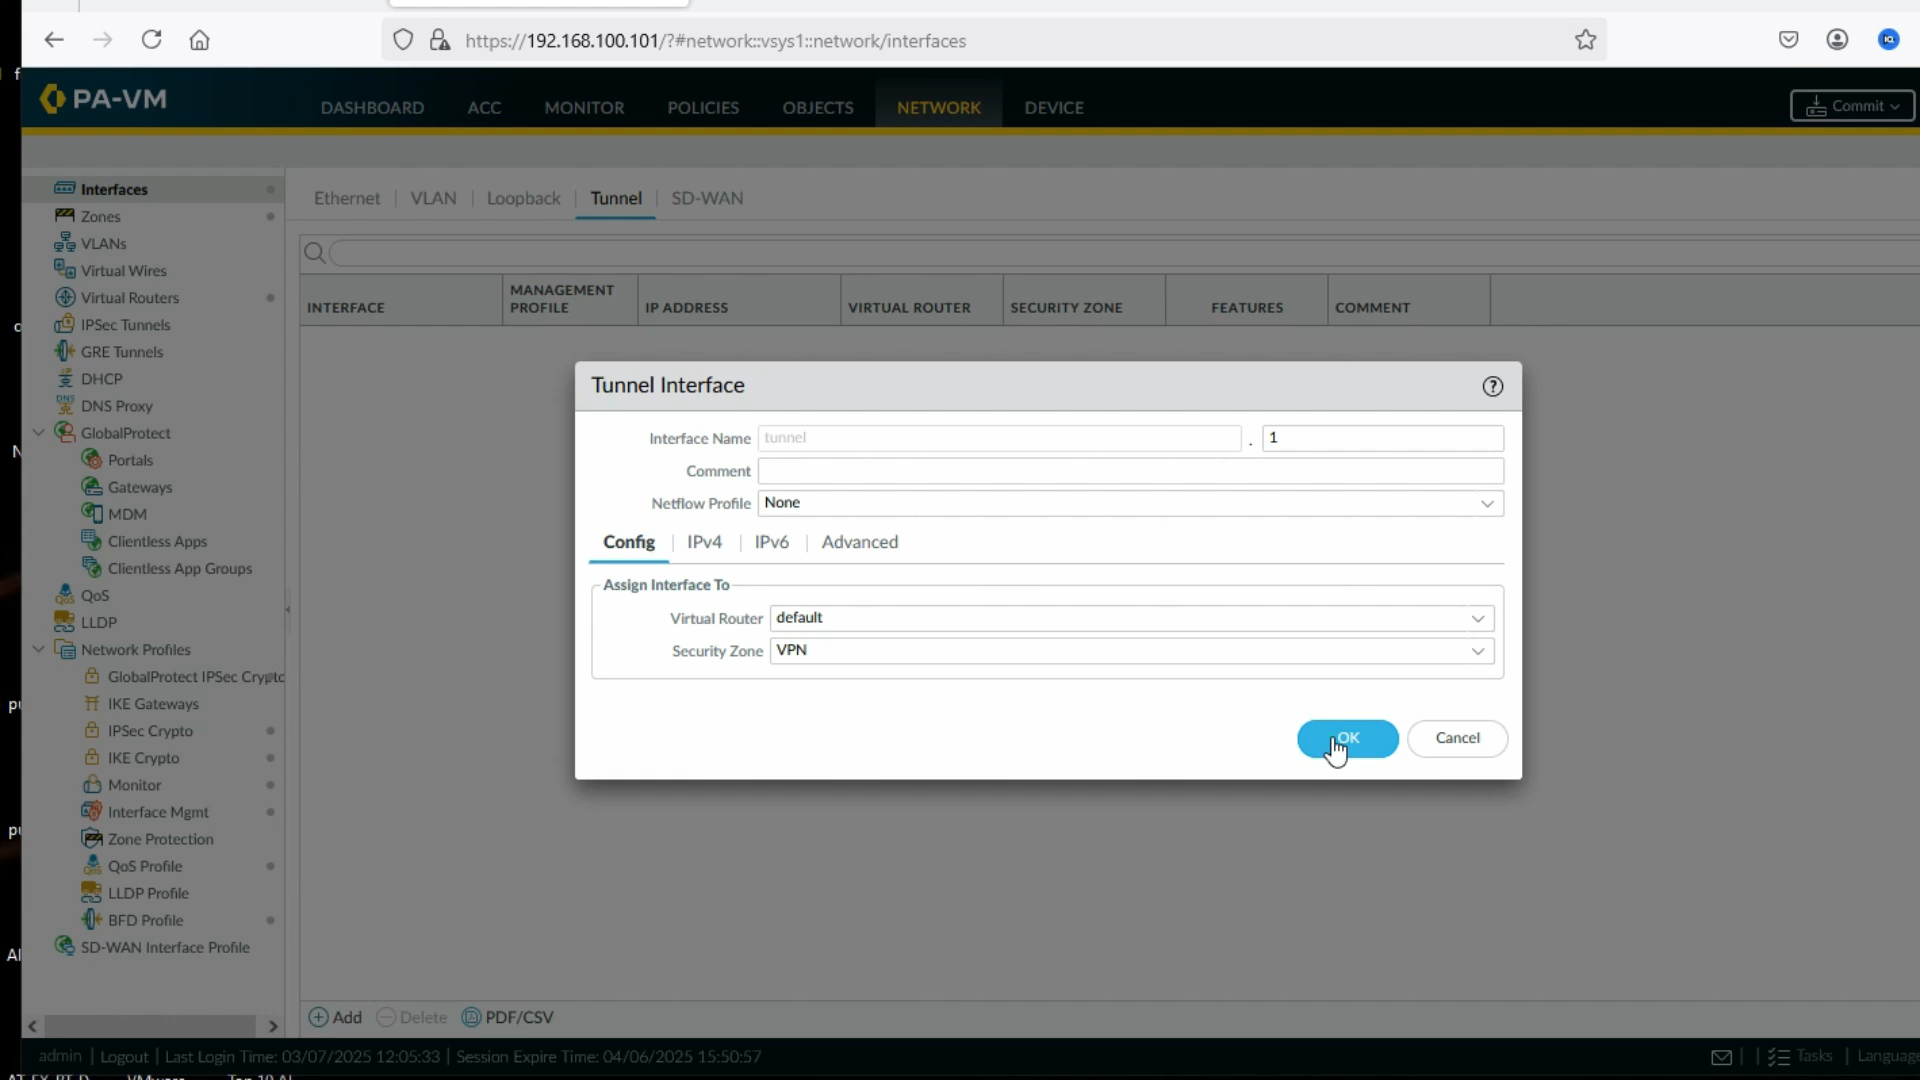 https://192.168.100.101/?#network::vsys1::network/interfaces
PA-VM
DASHBOARD ACC MONITOR POLICIES OBJECTS NETWORK DEVICE
Commit
Interfaces
Zones
VLANs
Virtual Wires
Virtual Routers
IPSec Tunnels
GRE Tunnels
DHCP
DNS Proxy
GlobalProtect
Portals
Gateways
MDM
Clientless Apps
Clientless App Groups
QoS
LLDP
Network Profiles
GlobalProtect IPSec Crypto
IKE Gateways
IPSec Crypto
IKE Crypto
Monitor
Interface Mgmt
Zone Protection
QoS Profile
LLDP Profile
BFD Profile
SD-WAN Interface Profile
Ethernet VLAN Loopback Tunnel SD-WAN
INTERFACE MANAGEMENT PROFILE IP ADDRESS VIRTUAL ROUTER SECURITY ZONE FEATURES COMMENT
Tunnel Interface
Interface Name tunnel . 1
Comment
Netflow Profile None
Config IPv4 IPv6 Advanced
Assign Interface To
Virtual Router default
Security Zone VPN
OK Cancel
Add Delete PDF/CSV
admin | Logout | Last Login Time: 03/07/2025 12:05:33 | Session Expire Time: 04/06/2025 15:50:57
Tasks | Language